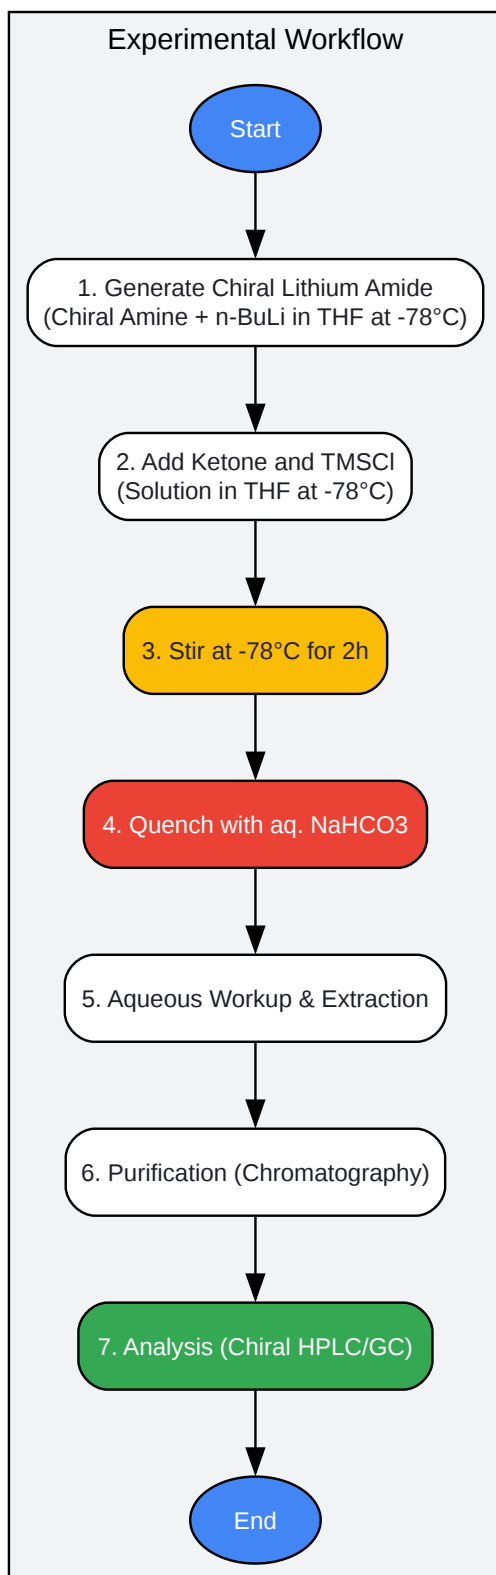 Experimental Workflow
Start
1. Generate Chiral Lithium Amide
(Chiral Amine + n-BuLi in THF at -78°C)
2. Add Ketone and TMSCl
(Solution in THF at -78°C)
3. Stir at -78°C for 2h
4. Quench with aq. NaHCO3
5. Aqueous Workup & Extraction
6. Purification (Chromatography)
7. Analysis (Chiral HPLC/GC)
End